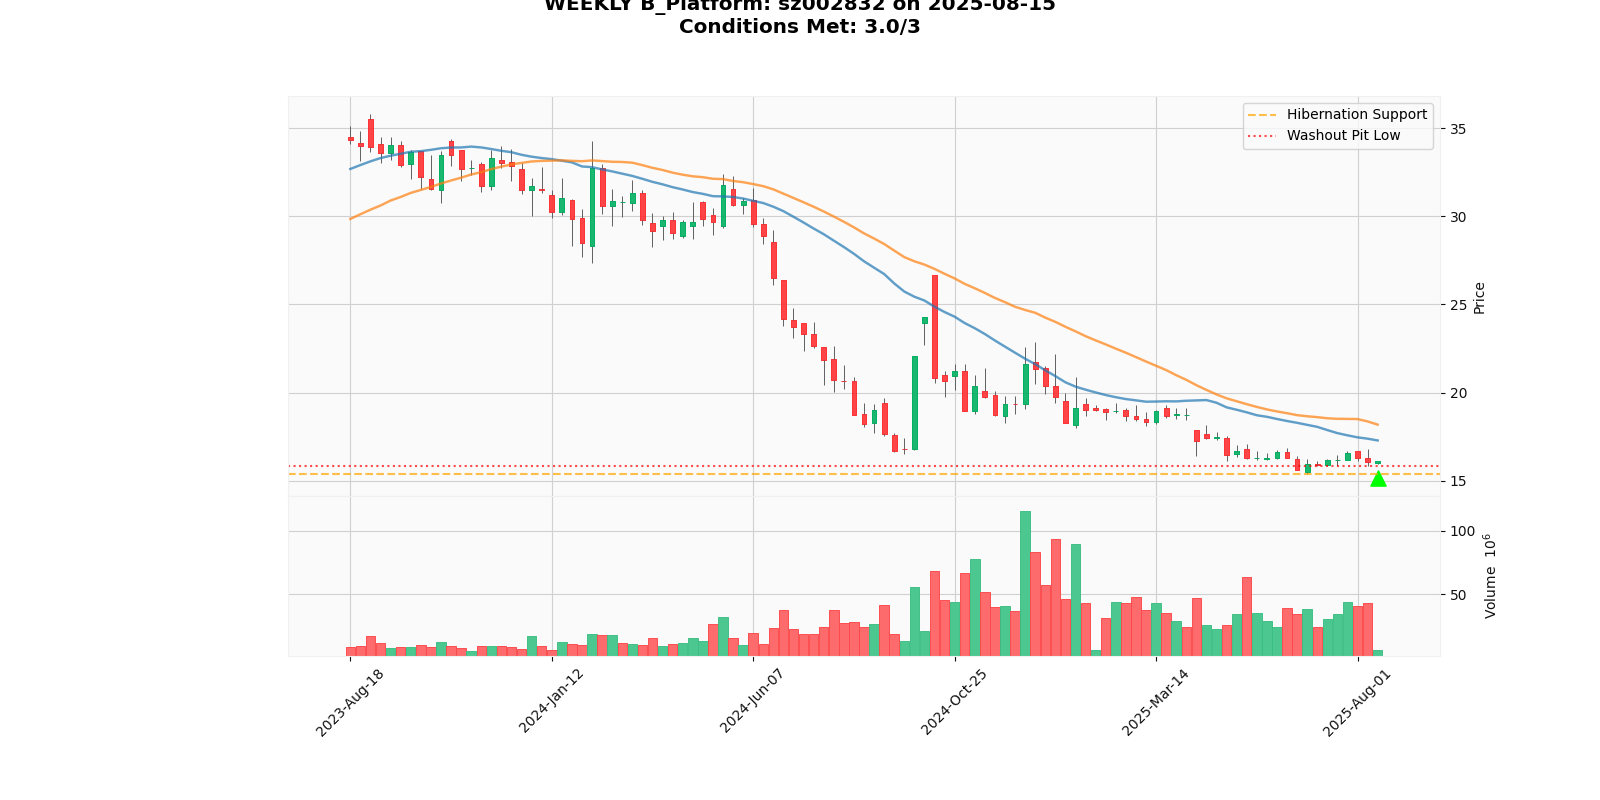 WEEKLY B_Platform: sz002832 on 2025-08-15
Conditions Met: 3.0/3
Hibernation Support
Washout Pit Low
35
30
25
20
15
Price
100
50
Volume 10^6
2023-Aug-18
2024-Jan-12
2024-Jun-07
2024-Oct-25
2025-Mar-14
2025-Aug-01